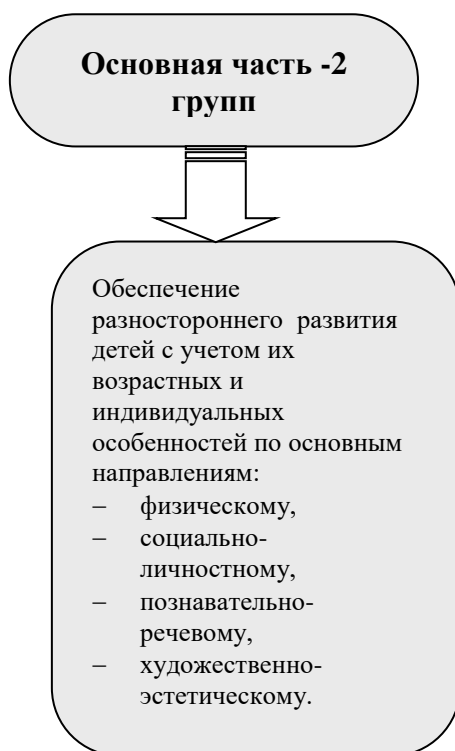 Основная часть -2
групп
Обеспечение
разностороннего развития
детей с учетом их
возрастных и
индивидуальных
особенностей по основным
направлениям:
– физическому,
– социально-
личностному,
– познавательно-
речевому,
– художественно-
эстетическому.